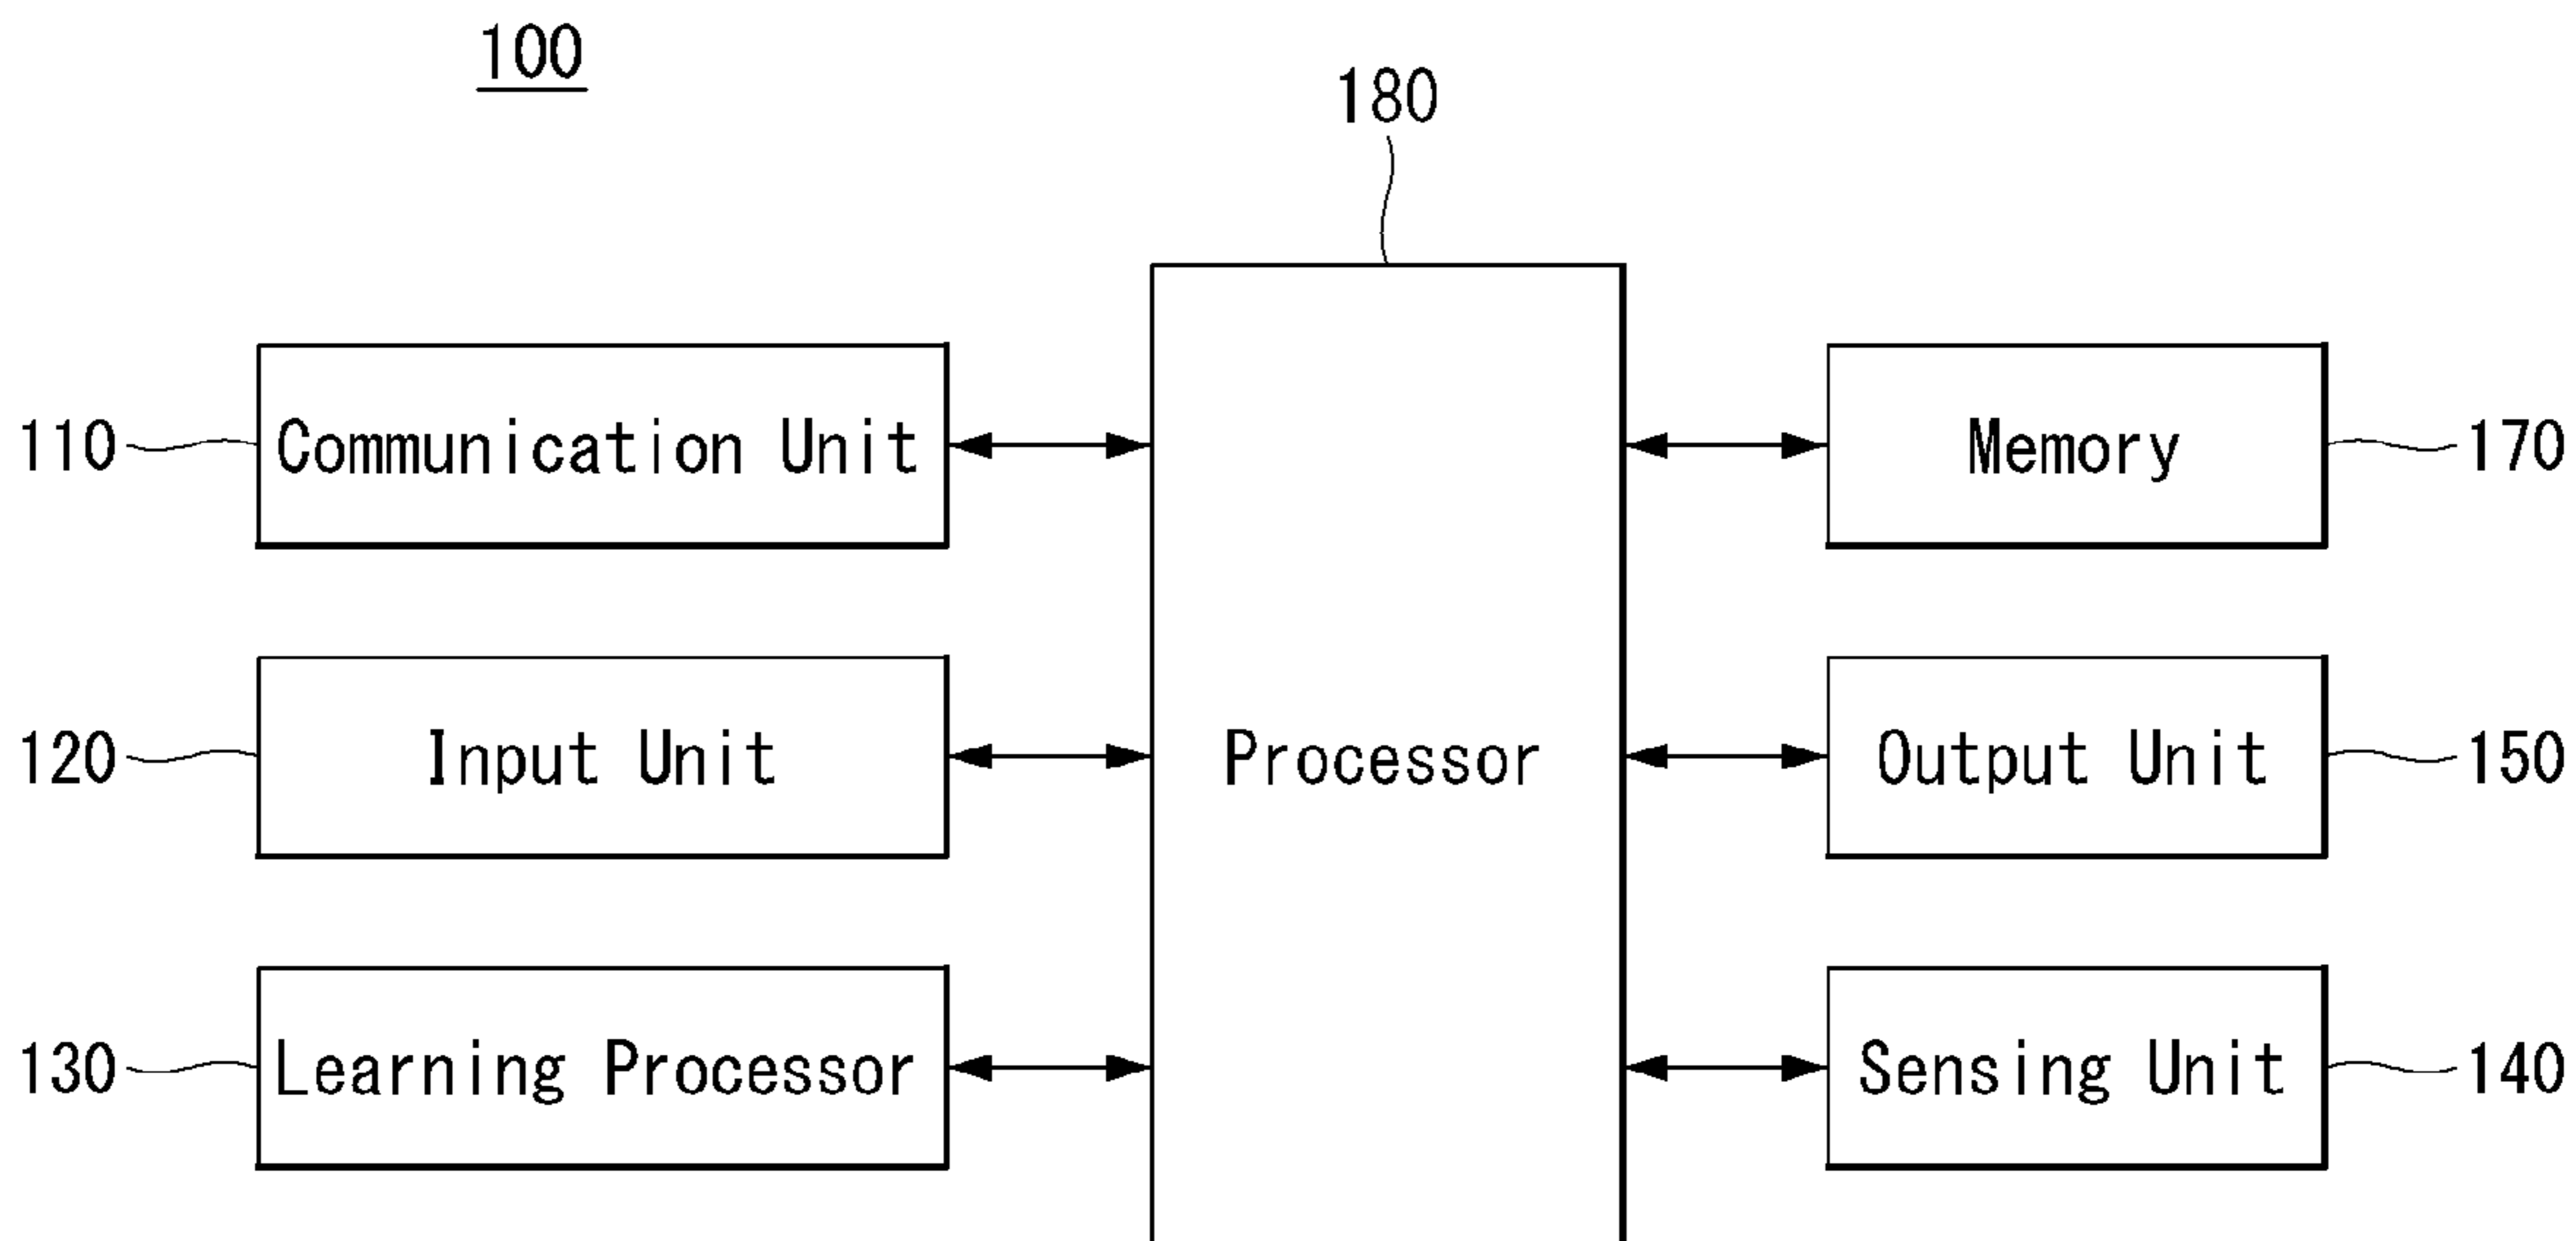 100
180
110 Communication Unit Memory 170
120 Input Unit Processor Output Unit 150
130 Learning Processor Sensing Unit 140